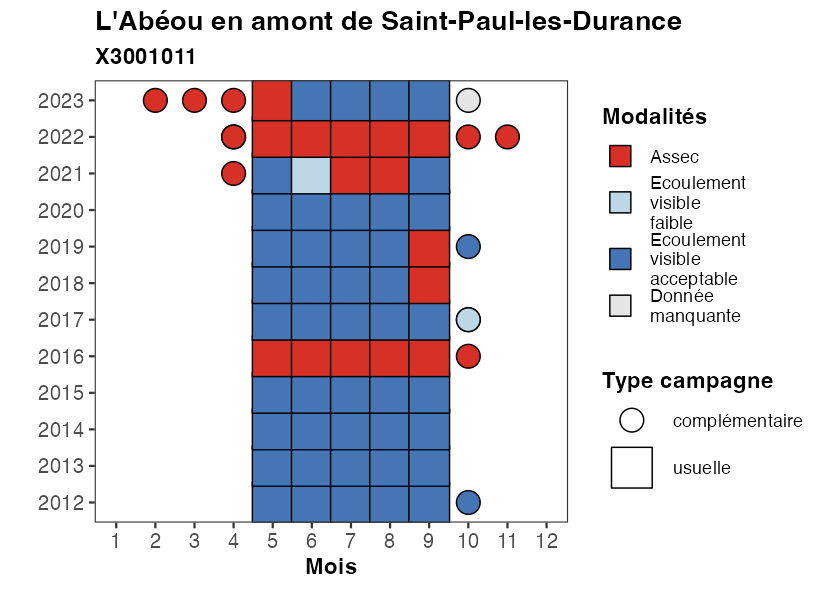 L'Abéou en amont de Saint-Paul-les-Durance
X3001011
2023
2022
2021
2020
2019
2018
2017
2016
2015
2014
2013
2012
1 2 3 4 5 6 7 8 9 10 11 12
Mois
Modalités
Assec
Ecoulement
visible
faible
Ecoulement
visible
acceptable
Donnée
manquante
Type campagne
complémentaire
usuelle